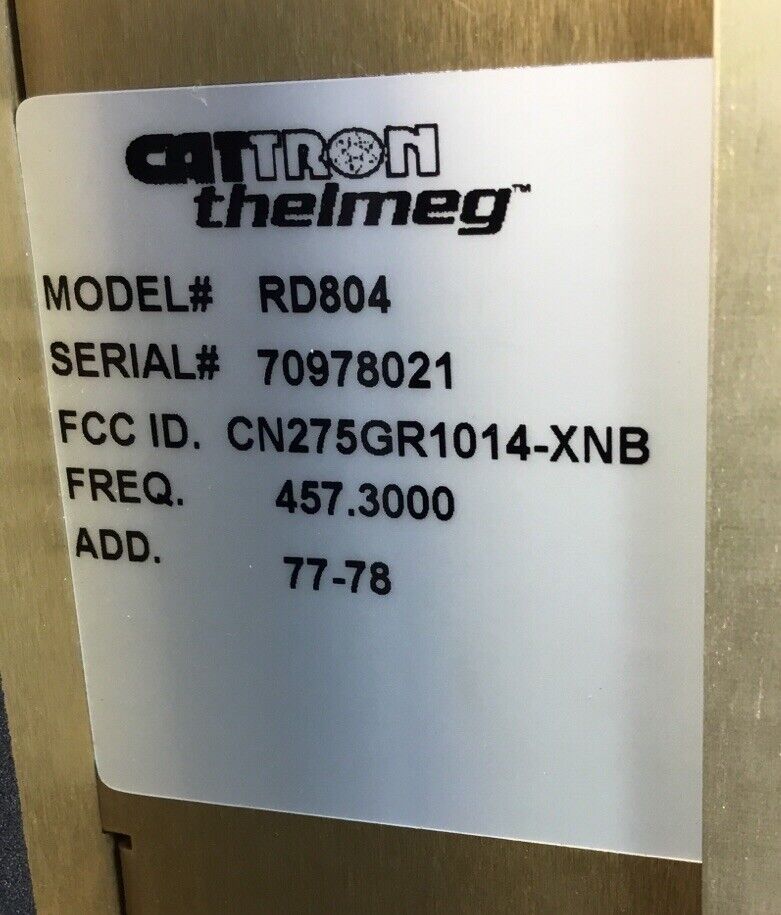 CATTRON
thelmeg™
MODEL# RD804
SERIAL# 70978021
FCC ID. CN275GR1014-XNB
FREQ. 457.3000
ADD. 77-78